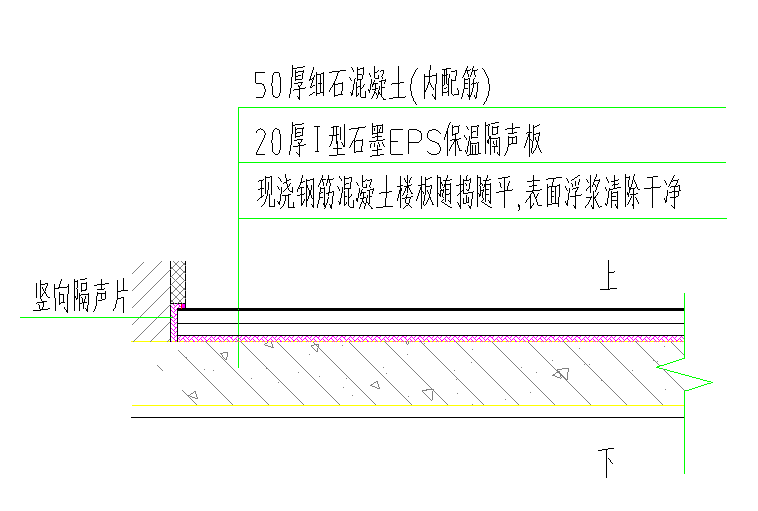 50厚细石混凝土(内配筋)
20厚I型石墨EPS保温隔声板
现浇钢筋混凝土楼板随捣随平,表面浮浆清除干净
上
竖向隔声片
下